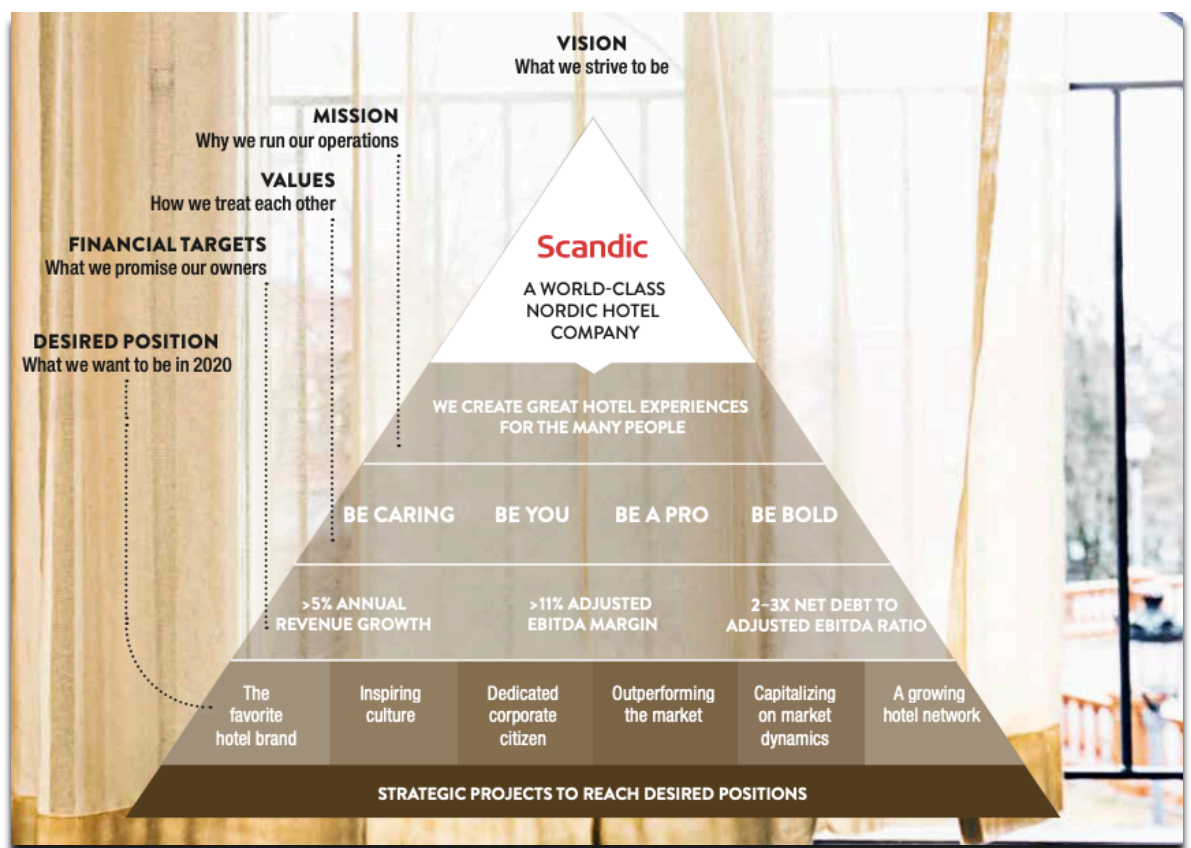 VISION
What we strive to be
MISSION
Why we run our operations
VALUES
How we treat each other
FINANCIAL TARGETS
What we promise our owners
DESIRED POSITION
What we want to be in 2020
Scandic
A WORLD-CLASS
NORDIC HOTEL
COMPANY
WE CREATE GREAT HOTEL EXPERIENCES
FOR THE MANY PEOPLE
BE CARING
BE YOU
BE A PRO
BE BOLD
>5% ANNUAL
REVENUE GROWTH
>11% ADJUSTED
EBITDA MARGIN
2–3X NET DEBT TO
ADJUSTED EBITDA RATIO
The
favorite
hotel brand
Inspiring
culture
Dedicated
corporate
citizen
Outperforming
the market
Capitalizing
on market
dynamics
A growing
hotel network
STRATEGIC PROJECTS TO REACH DESIRED POSITIONS